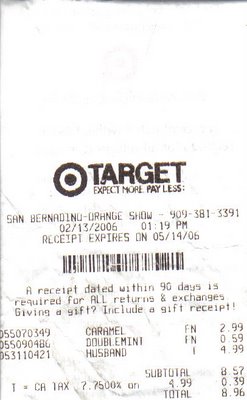 TARGET
EXPECT MORE. PAY LESS:
SAN BERNADINO-ORANGE SHOW - 909-381-3391
02/13/2006 01:19 PM
RECEIPT EXPIRES ON 05/14/06
A receipt dated within 90 days is
required for ALL returns & exchanges
Giving a gift? Include a gift receipt!
055070349 CARAMEL FN 2.99
055090486 DOUBLEMINT FN 0.59
053110421 HUSBAND T 4.99
SUBTOTAL 8.57
T = CA TAX 7.7500% on 4.99 0.39
TOTAL 8.96